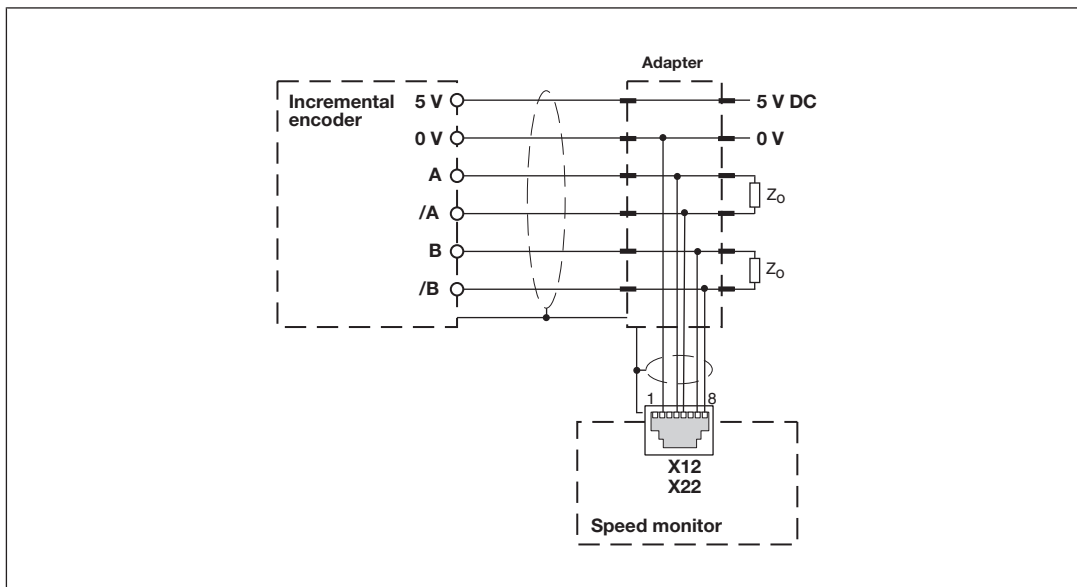 Adapter
Incremental
encoder
5 V
5 V DC
0 V
0 V
A
/A
Z0
B
/B
Z0
1
8
X12
X22
Speed monitor